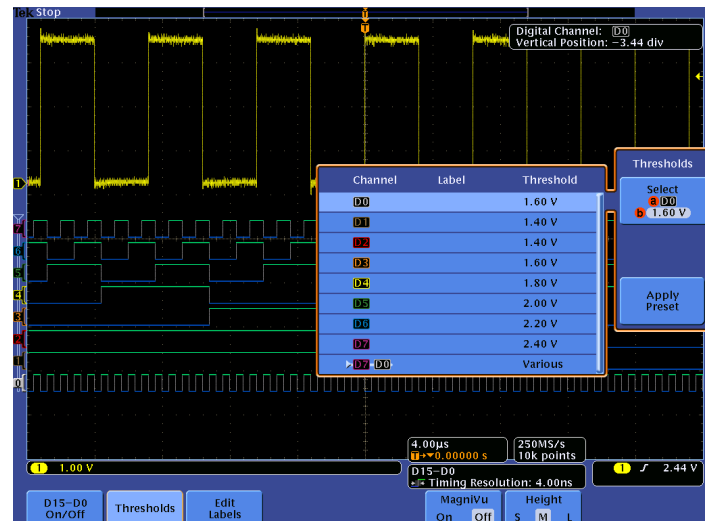 Tek Stop
T
T
Digital Channel: D0
Vertical Position: −3.44 div
Thresholds
Channel Label Threshold
D0 1.60 V
D1 1.40 V
D2 1.40 V
D3 1.60 V
D4 1.80 V
D5 2.00 V
D6 2.20 V
D7 2.40 V
D7-D0 Various
Select
a D0
b 1.60 V
Apply
Preset
1
7
6
5
4
3
2
1
0
4.00µs
T→▼0.00000 s
250MS/s
10k points
1 1.00 V
D15−D0
Timing Resolution: 4.00ns
1 2.44 V
D15−D0
On/Off
Thresholds
Edit
Labels
MagniVu
On Off
Height
S M L